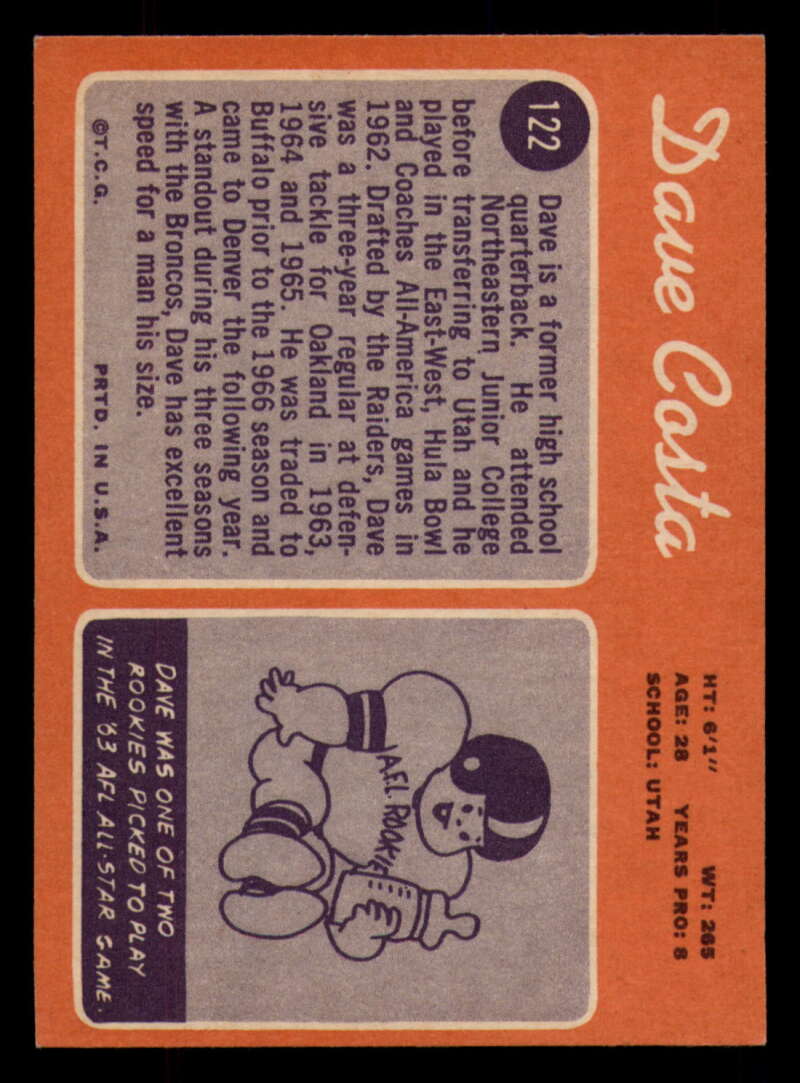 Dave Costa
HT: 6'1" WT: 265
AGE: 28 YEARS PRO: 8
SCHOOL: UTAH
122
Dave is a former high school
quarterback. He attended
Northeastern Junior College
before transferring to Utah and he
played in the East-West, Hula Bowl
and Coaches All-America games in
1962. Drafted by the Raiders, Dave
was a three-year regular at defen-
sive tackle for Oakland in 1963,
1964 and 1965. He was traded to
Buffalo prior to the 1966 season and
came to Denver the following year.
A standout during his three seasons
with the Broncos, Dave has excellent
speed for a man his size.
©T.C.G. PRTD. IN U.S.A.
A.F.L. ROOKIE
DAVE WAS ONE OF TWO
ROOKIES PICKED TO PLAY
IN THE '63 AFL ALL-STAR GAME.